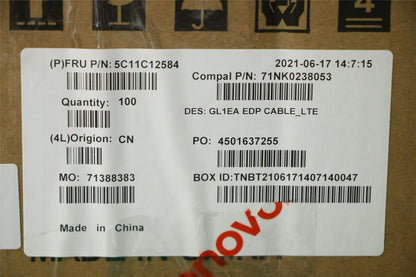 (P)FRU P/N: 5C11C12584
2021-06-17 14:7:15
Compal P/N: 71NK0238053
Quantity: 100
DES: GL1EA EDP CABLE_LTE
(4L)Origion: CN
PO: 4501637255
MO: 71388383
BOX ID:TNBT2106171407140047
Made in China
novo